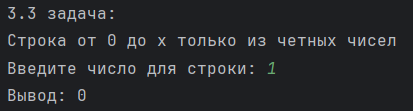 3.3 задача:
Строка от 0 до x только из четных чисел
Введите число для строки: 1
Вывод: 0